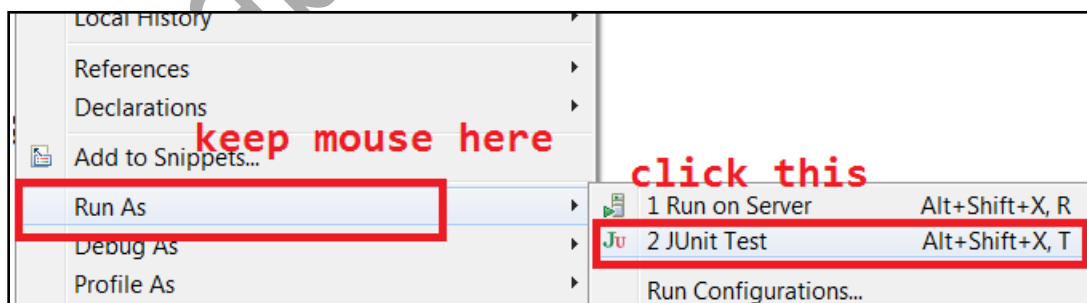 Local History
References
Declarations
keep mouse here
Add to Snippets...
click this
Run As
1 Run on Server Alt+Shift+X, R
Debug As
Ju 2 JUnit Test Alt+Shift+X, T
Profile As
Run Configurations...